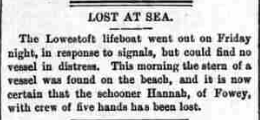 LOST AT SEA.
The Lowestoft lifeboat went out on Friday
night, in response to signals, but could find no
vessel in distress. This morning the stern of a
vessel was found on the beach, and it is now
certain that the schooner Hannah, of Fowey,
with crew of five hands has been lost.